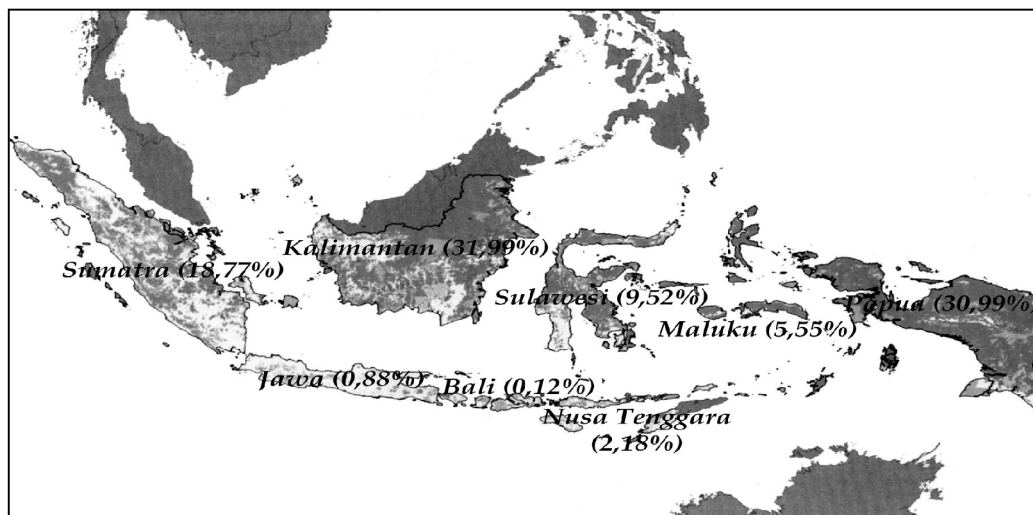 Kalimantan (31,99%)
Sumatra (18,77%)
Sulawesi (9,52%)
Papua (30,99%)
Maluku (5,55%)
Jawa (0,88%)
Bali (0,12%)
Nusa Tenggara
(2,18%)